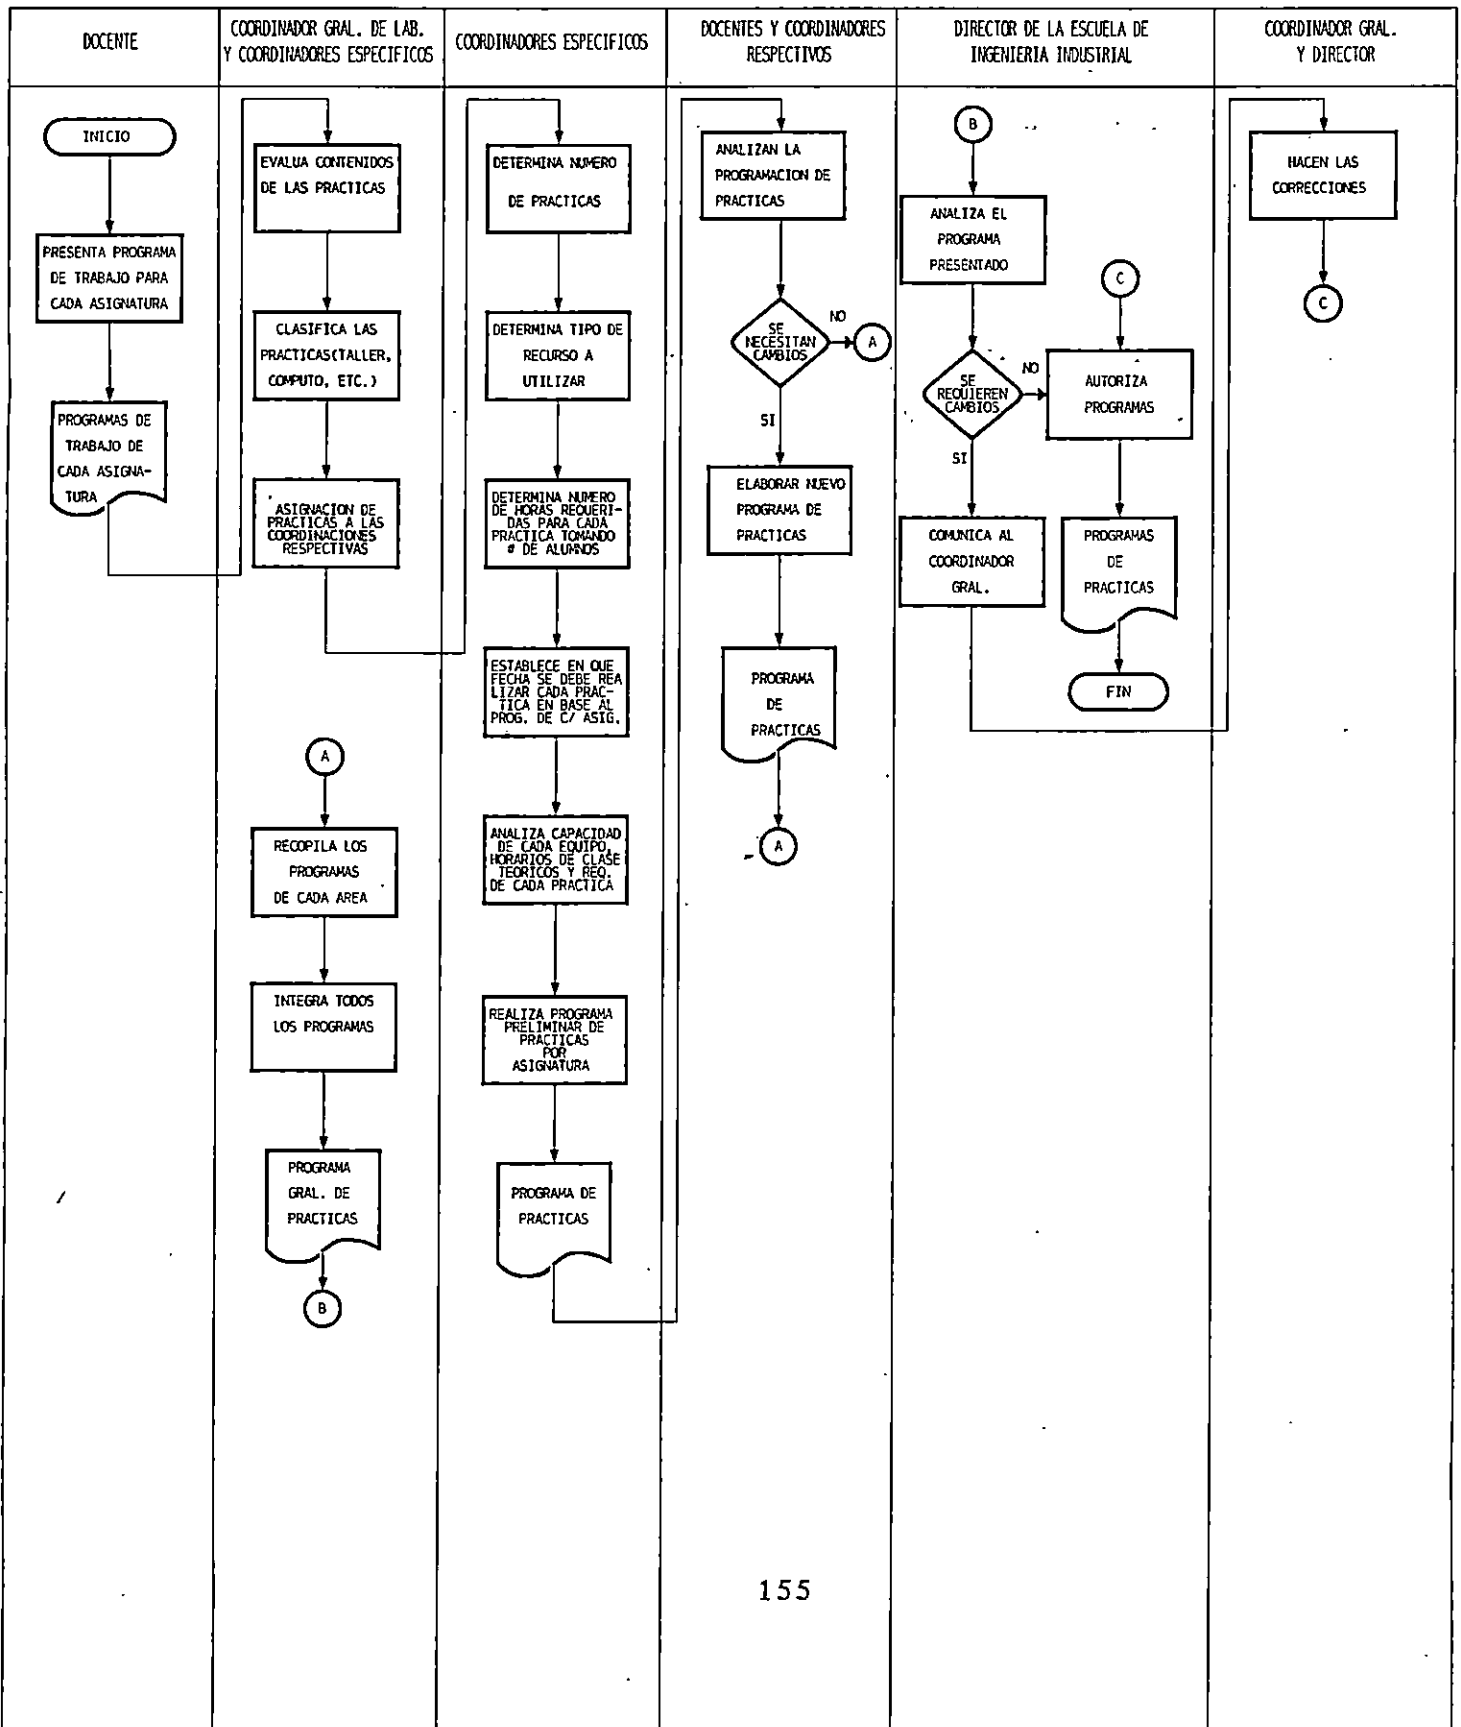 DOCENTE
COORDINADOR GRAL. DE LAB.
Y COORDINADORES ESPECIFICOS
COORDINADORES ESPECIFICOS
DOCENTES Y COORDINADORES
RESPECTIVOS
DIRECTOR DE LA ESCUELA DE
INGENIERIA INDUSTRIAL
COORDINADOR GRAL.
Y DIRECTOR
INICIO
PRESENTA PROGRAMA
DE TRABAJO PARA
CADA ASIGNATURA
PROGRAMAS DE
TRABAJO DE
CADA ASIGNA-
TURA
EVALUA CONTENIDOS
DE LAS PRACTICAS
CLASIFICA LAS
PRACTICAS(TALLER,
COMPUTO, ETC.)
ASIGNACION DE
PRACTICAS A LAS
COORDINACIONES
RESPECTIVAS
A
RECOPILA LOS
PROGRAMAS
DE CADA AREA
INTEGRA TODOS
LOS PROGRAMAS
PROGRAMA
GRAL. DE
PRACTICAS
B
DETERMINA NUMERO
DE PRACTICAS
DETERMINA TIPO DE
RECURSO A
UTILIZAR
DETERMINA NUMERO
DE HORAS REQUERI-
DAS PARA CADA
PRACTICA TOMANDO
# DE ALUMNOS
ESTABLECE EN QUE
FECHA SE DEBE REA
LIZAR CADA PRAC-
TICA EN BASE AL
PROG. DE C/ ASIG.
ANALIZA CAPACIDAD
DE CADA EQUIPO,
HORARIOS DE CLASE
TEORICOS Y REQ.
DE CADA PRACTICA
REALIZA PROGRAMA
PRELIMINAR DE
PRACTICAS
POR
ASIGNATURA
PROGRAMA DE
PRACTICAS
ANALIZAN LA
PROGRAMACION DE
PRACTICAS
SE
NECESITAN
CAMBIOS
NO
A
SI
ELABORAR NUEVO
PROGRAMA DE
PRACTICAS
PROGRAMA
DE
PRACTICAS
A
B
ANALIZA EL
PROGRAMA
PRESENTADO
SE
REQUIEREN
CAMBIOS
NO
SI
COMUNICA AL
COORDINADOR
GRAL.
C
AUTORIZA
PROGRAMAS
PROGRAMAS
DE
PRACTICAS
FIN
HACEN LAS
CORRECCIONES
C
155